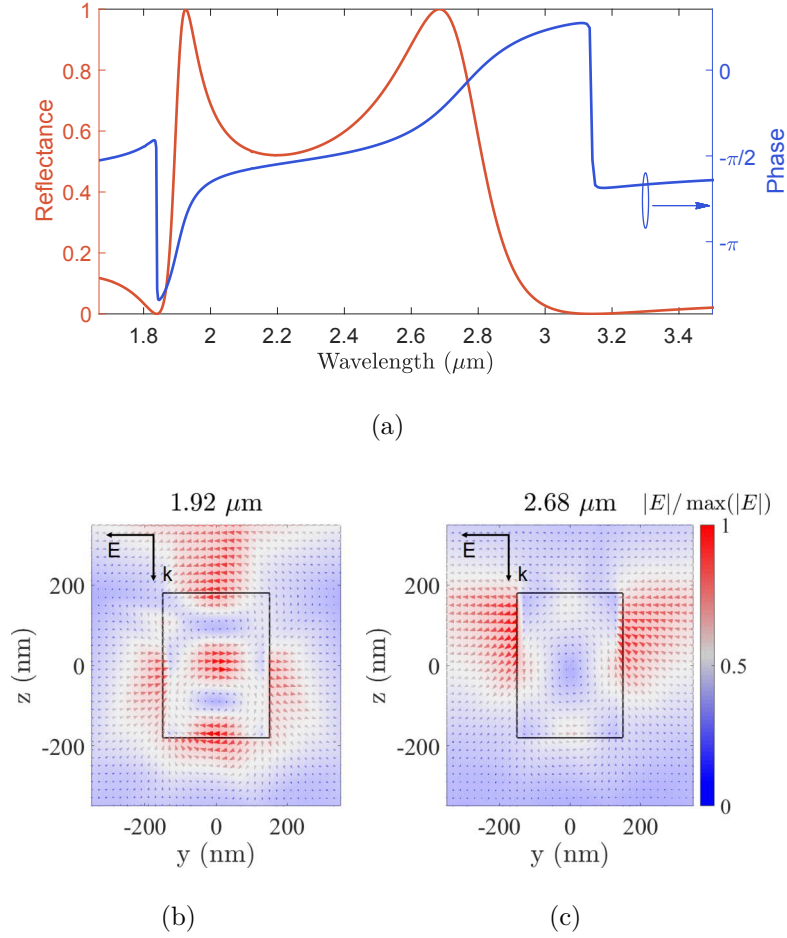 1
0.8
0.6
0.4
0.2
0
Reflectance
0
-π/2
-π
Phase
1.8 2 2.2 2.4 2.6 2.8 3 3.2 3.4
Wavelength (μm)
(a)
1.92 μm
E
k
200
0
-200
z (nm)
-200 0 200
y (nm)
(b)
2.68 μm
|E|/ max(|E|)
E
k
200
0
-200
z (nm)
-200 0 200
y (nm)
1
0.5
0
(c)